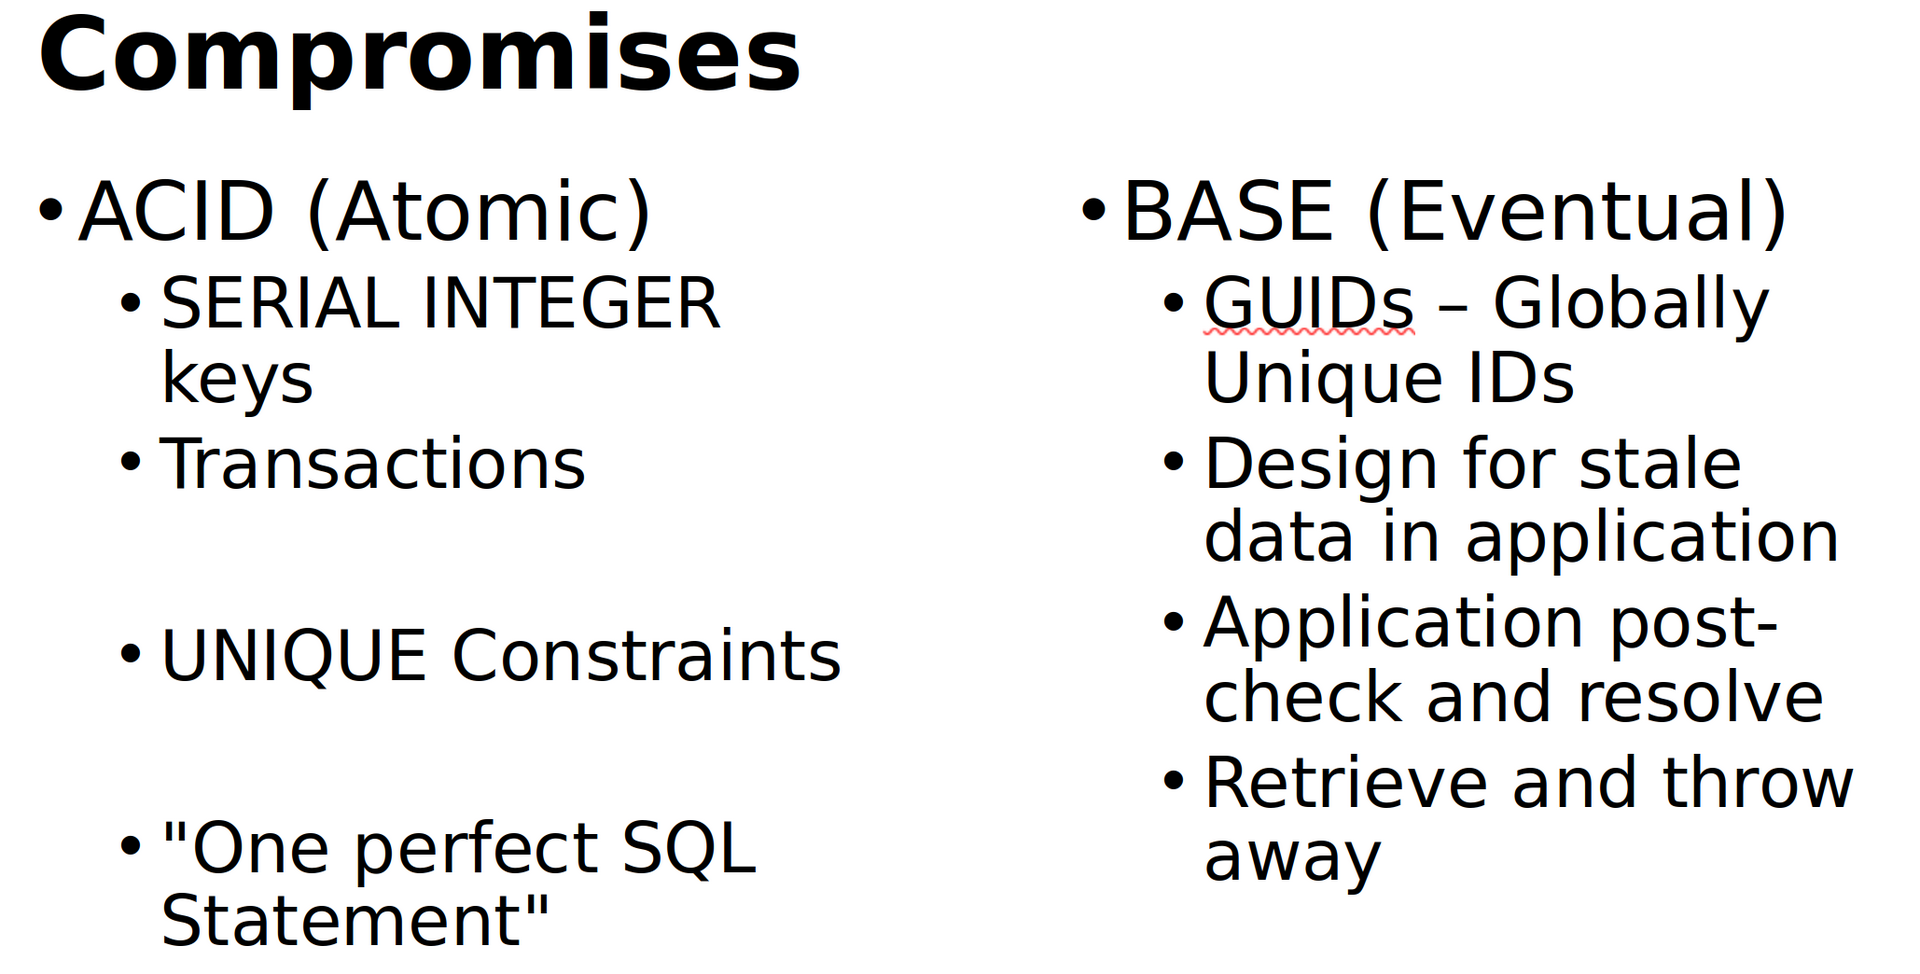 Compromises
• ACID (Atomic)
• SERIAL INTEGER
keys
• Transactions
• UNIQUE Constraints
• "One perfect SQL
Statement"
• BASE (Eventual)
• GUIDs – Globally
Unique IDs
• Design for stale
data in application
• Application post-
check and resolve
• Retrieve and throw
away